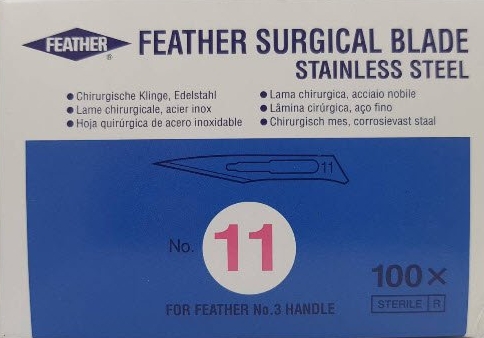 FEATHER ®
FEATHER SURGICAL BLADE
STAINLESS STEEL
● Chirurgische Klinge, Edelstahl
● Lame chirurgicale, acier inox
● Hoja quirúrgica de acero inoxidable
● Lama chirurgica, acciaio nobile
● Lâmina cirúrgica, aço fino
● Chirurgisch mes, corrosievast staal
11
No. 11
100×
STERILE R
FOR FEATHER No.3 HANDLE